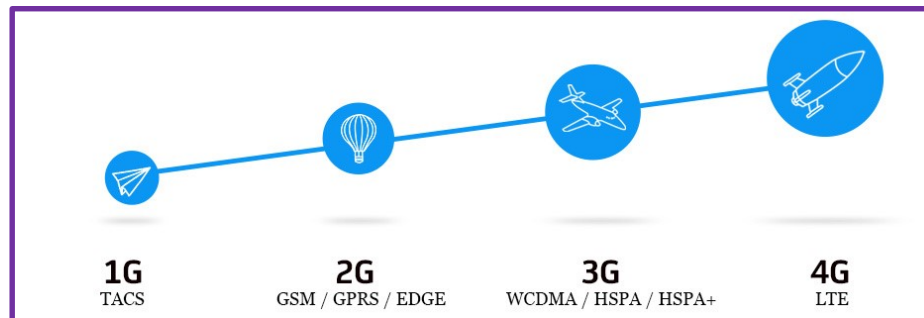 1G
TACS
2G
GSM / GPRS / EDGE
3G
WCDMA / HSPA / HSPA+
4G
LTE